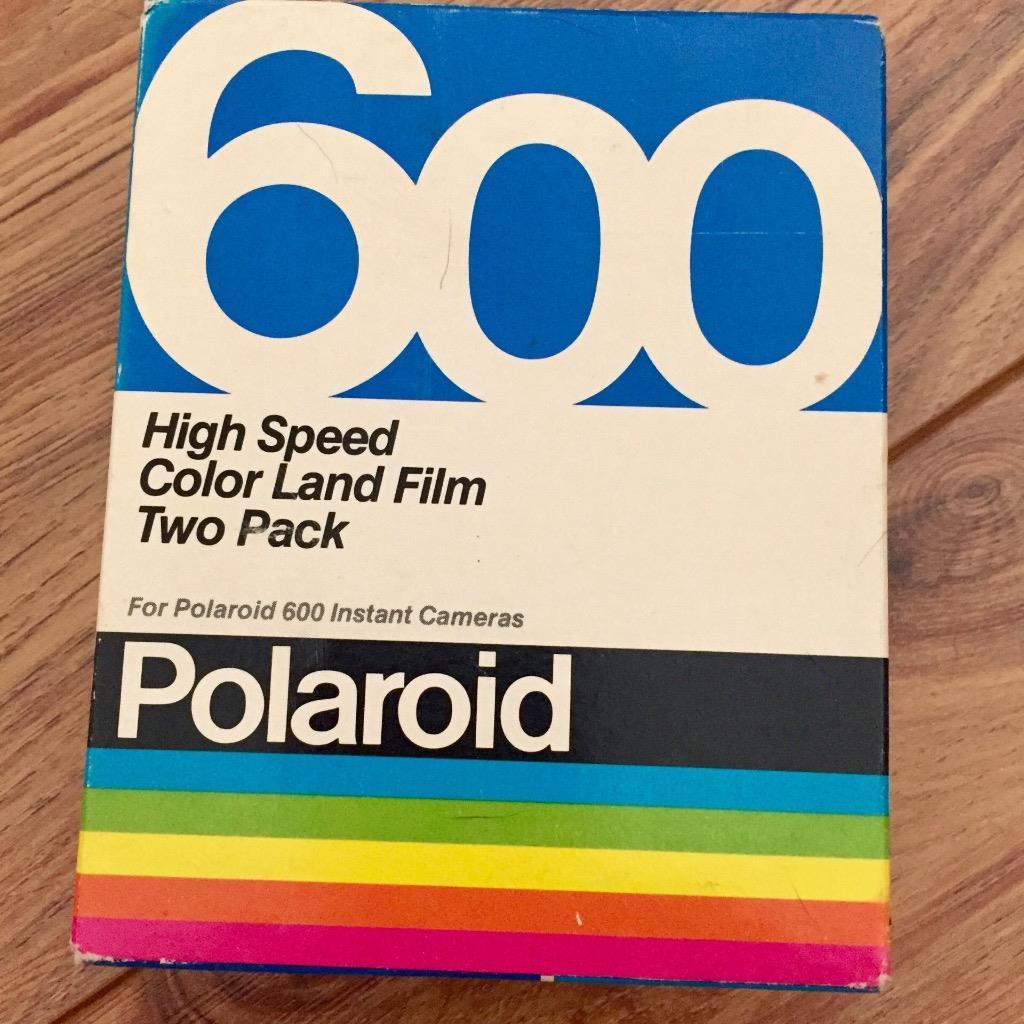 600
High Speed
Color Land Film
Two Pack
For Polaroid 600 Instant Cameras
Polaroid